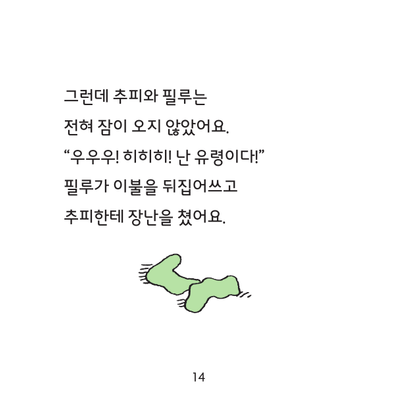 그런데 추피와 필루는
전혀 잠이 오지 않았어요.
“우우우! 히히히! 난 유령이다!”
필루가 이불을 뒤집어쓰고
추피한테 장난을 쳤어요.
14